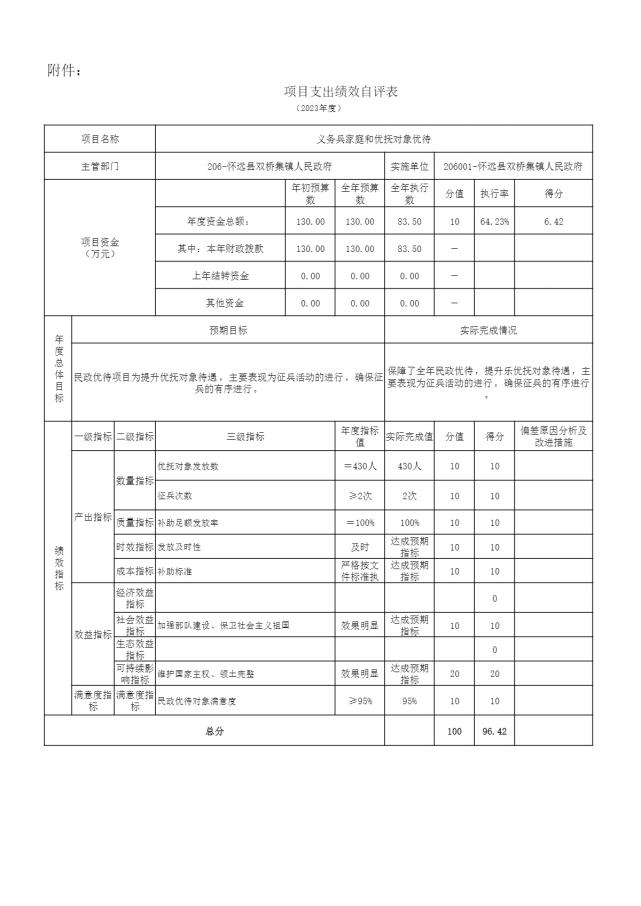 附件：
项目支出绩效自评表
（2023年度）
项目名称 义务兵家庭和优抚对象优待
主管部门 206-怀远县双桥集镇人民政府 实施单位 206001-怀远县双桥集镇人民政府
项目资金
（万元）
年初预算数 全年预算数 全年执行数 分值 执行率 得分
年度资金总额： 130.00 130.00 83.50 10 64.23% 6.42
其中：本年财政拨款 130.00 130.00 83.50 －
上年结转资金 0.00 0.00 0.00 －
其他资金 0.00 0.00 0.00 －
年度总体目标
预期目标 实际完成情况
民政优待项目为提升优抚对象待遇，主要表现为征兵活动的进行，确保征兵的有序进行。
保障了全年民政优待，提升乐优抚对象待遇，主要表现为征兵活动的进行，确保征兵的有序进行。
绩效指标
一级指标 二级指标 三级指标 年度指标值 实际完成值 分值 得分 偏差原因分析及改进措施
产出指标
数量指标
优抚对象发放数 ＝430人 430人 10 10
征兵次数 ≥2次 2次 10 10
质量指标 补助足额发放率 ＝100% 100% 10 10
时效指标 发放及时性 及时 达成预期指标 10 10
成本指标 补助标准 严格按文件标准执 达成预期指标 10 10
效益指标
经济效益指标 0
社会效益指标 加强部队建设、保卫社会主义祖国 效果明显 达成预期指标 10 10
生态效益指标 0
可持续影响指标 维护国家主权、领土完整 效果明显 达成预期指标 20 20
满意度指标 满意度指标 民政优待对象满意度 ≥95% 95% 10 10
总分 100 96.42